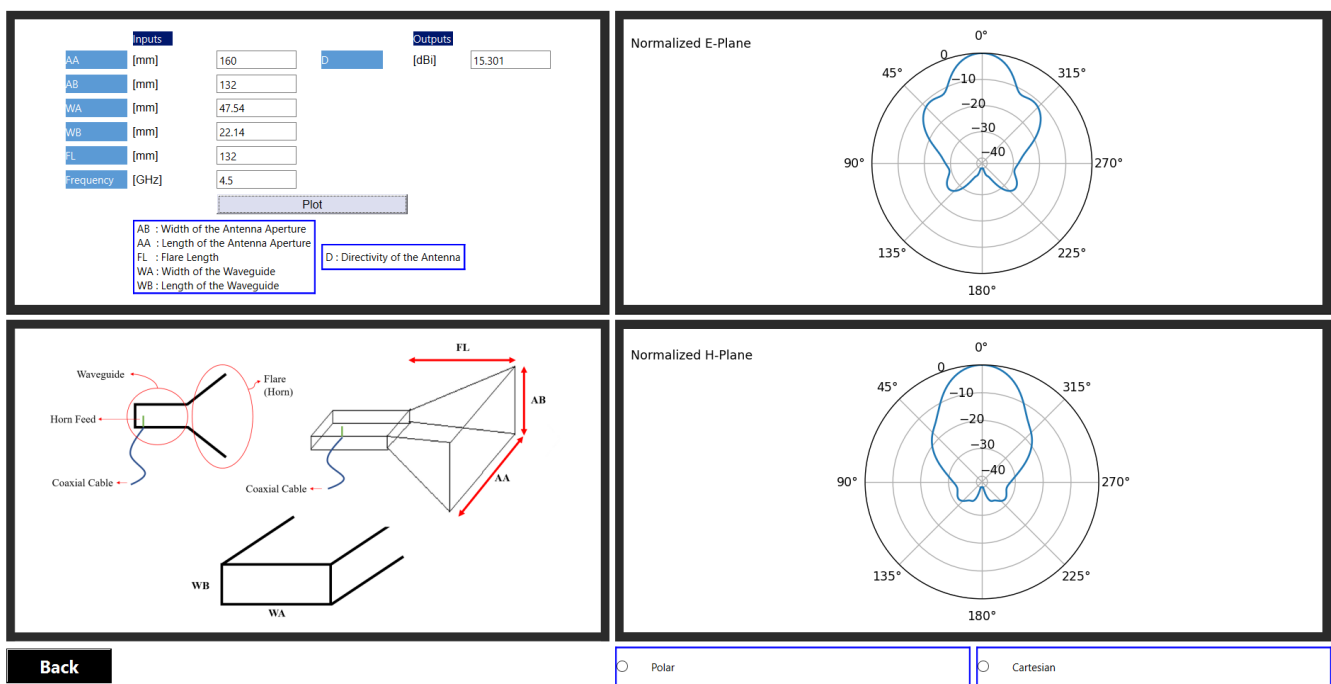 Inputs
Outputs
AA [mm] 160 D [dBi] 15.301
AB [mm] 132
WA [mm] 47.54
WB [mm] 22.14
FL [mm] 132
Frequency [GHz] 4.5
Plot
AB : Width of the Antenna Aperture
AA : Length of the Antenna Aperture
FL : Flare Length
WA : Width of the Waveguide
WB : Length of the Waveguide
D : Directivity of the Antenna
Normalized E-Plane
0°
45°
315°
0
−10
−20
−30
−40
90°
270°
135°
225°
180°
Waveguide
Flare
(Horn)
Horn Feed
Coaxial Cable
FL
AB
AA
Coaxial Cable
WB
WA
Normalized H-Plane
0°
45°
315°
0
−10
−20
−30
−40
90°
270°
135°
225°
180°
Back
Polar
Cartesian